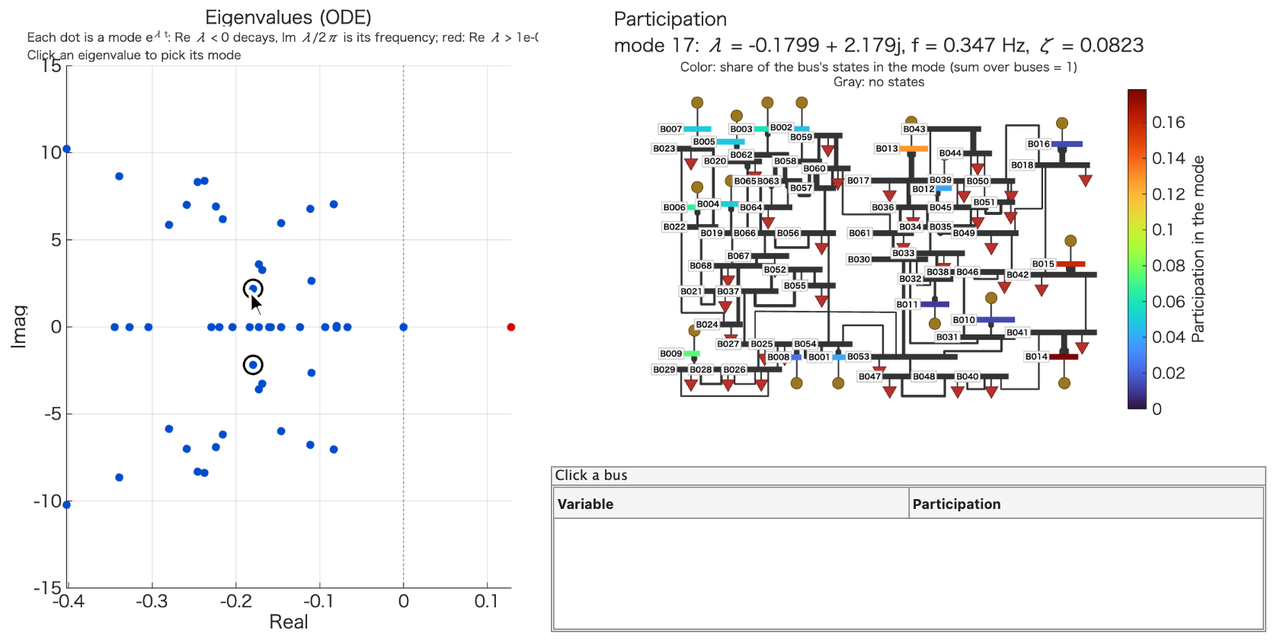 Eigenvalues (ODE)
Each dot is a mode e^λ t: Re λ < 0 decays, Im λ/2π is its frequency; red: Re λ > 1e-
Click an eigenvalue to pick its mode
15
10
5
0
-5
-10
-15
-0.4 -0.3 -0.2 -0.1 0 0.1
Imag
Real
Participation
mode 17: λ = -0.1799 + 2.179j, f = 0.347 Hz, ζ = 0.0823
Color: share of the bus's states in the mode (sum over buses = 1)
Gray: no states
B007 B003 B002 B043
B005 B059 B016
B023 B062 B013 B044
B020 B058 B060 B018
B065 B063 B017 B039 B050
B057 B012
B004 B051
B006 B064 B036 B045
B022 B034 B035
B019 B066 B056 B061 B049
B067 B033
B068 B052 B030 B015
B055 B032 B038 B046 B042
B021 B037
B011
B024 B010
B027 B025 B054 B031 B041
B009 B008 B001 B053 B014
B029 B028 B026 B047 B048 B040
0.16
0.14
0.12
0.1
0.08
0.06
0.04
0.02
0
Participation in the mode
Click a bus
Variable Participation